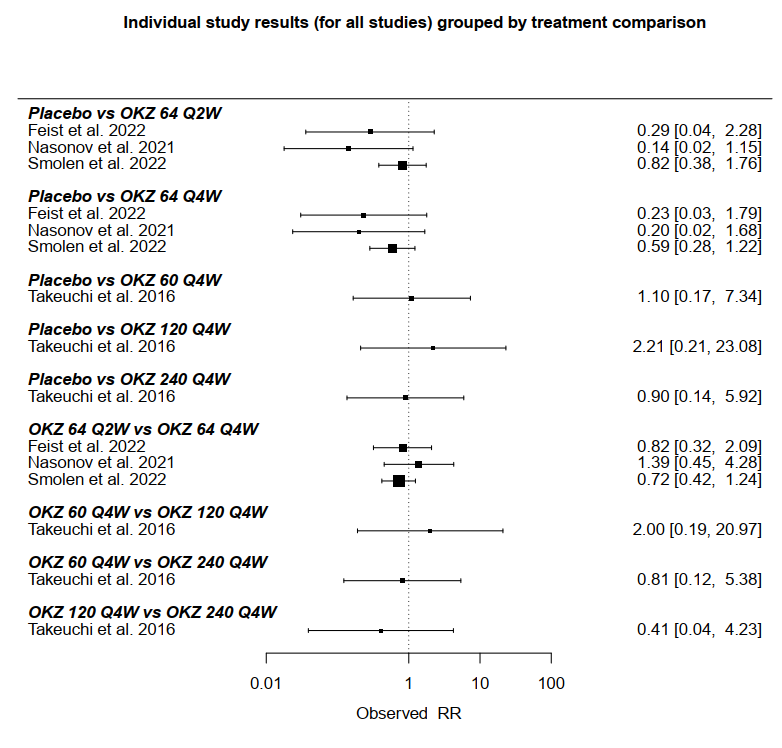 Individual study results (for all studies) grouped by treatment comparison
Placebo vs OKZ 64 Q2W
Feist et al. 2022 0.29 [0.04, 2.28]
Nasonov et al. 2021 0.14 [0.02, 1.15]
Smolen et al. 2022 0.82 [0.38, 1.76]
Placebo vs OKZ 64 Q4W
Feist et al. 2022 0.23 [0.03, 1.79]
Nasonov et al. 2021 0.20 [0.02, 1.68]
Smolen et al. 2022 0.59 [0.28, 1.22]
Placebo vs OKZ 60 Q4W
Takeuchi et al. 2016 1.10 [0.17, 7.34]
Placebo vs OKZ 120 Q4W
Takeuchi et al. 2016 2.21 [0.21, 23.08]
Placebo vs OKZ 240 Q4W
Takeuchi et al. 2016 0.90 [0.14, 5.92]
OKZ 64 Q2W vs OKZ 64 Q4W
Feist et al. 2022 0.82 [0.32, 2.09]
Nasonov et al. 2021 1.39 [0.45, 4.28]
Smolen et al. 2022 0.72 [0.42, 1.24]
OKZ 60 Q4W vs OKZ 120 Q4W
Takeuchi et al. 2016 2.00 [0.19, 20.97]
OKZ 60 Q4W vs OKZ 240 Q4W
Takeuchi et al. 2016 0.81 [0.12, 5.38]
OKZ 120 Q4W vs OKZ 240 Q4W
Takeuchi et al. 2016 0.41 [0.04, 4.23]
0.01 1 10 100
Observed RR